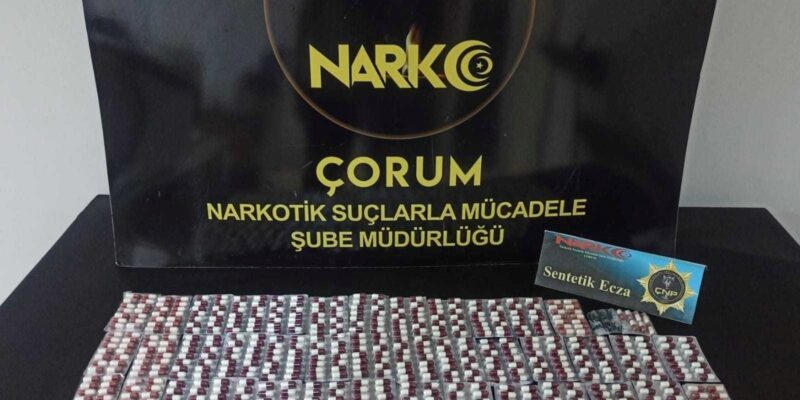 NARKO
ÇORUM
NARKOTİK SUÇLARLA MÜCADELE
ŞUBE MÜDÜRLÜĞÜ
NARKO
Sentetik Ecza
ÇNP